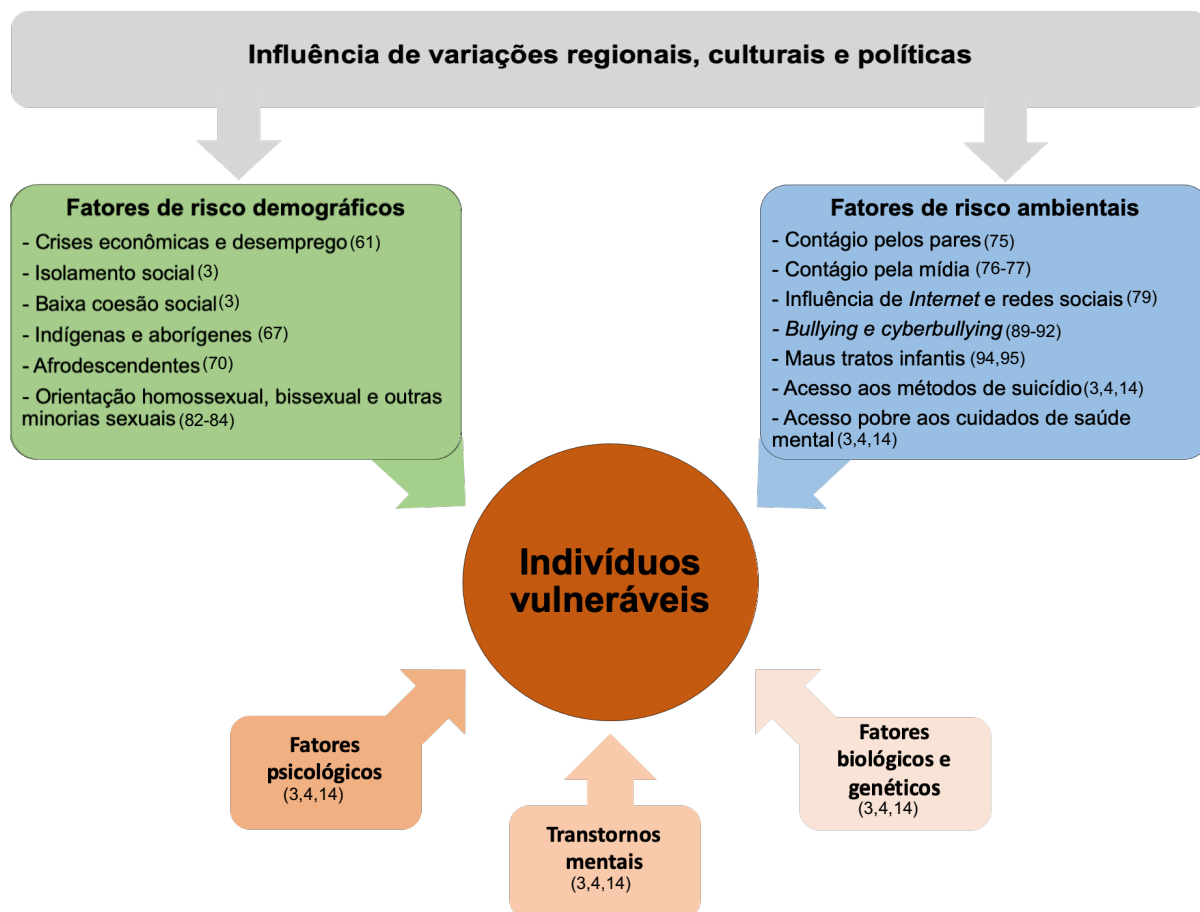 Influência de variações regionais, culturais e políticas
Fatores de risco demográficos
- Crises econômicas e desemprego (61)
- Isolamento social (3)
- Baixa coesão social (3)
- Indígenas e aborígenes (67)
- Afrodescendentes (70)
- Orientação homossexual, bissexual e outras
minorias sexuais (82-84)
Fatores de risco ambientais
- Contágio pelos pares (75)
- Contágio pela mídia (76-77)
- Influência de Internet e redes sociais (79)
- Bullying e cyberbullying (89-92)
- Maus tratos infantis (94,95)
- Acesso aos métodos de suicídio (3,4,14)
- Acesso pobre aos cuidados de saúde
mental (3,4,14)
Indivíduos
vulneráveis
Fatores
psicológicos
(3,4,14)
Transtornos
mentais
(3,4,14)
Fatores
biológicos e
genéticos
(3,4,14)